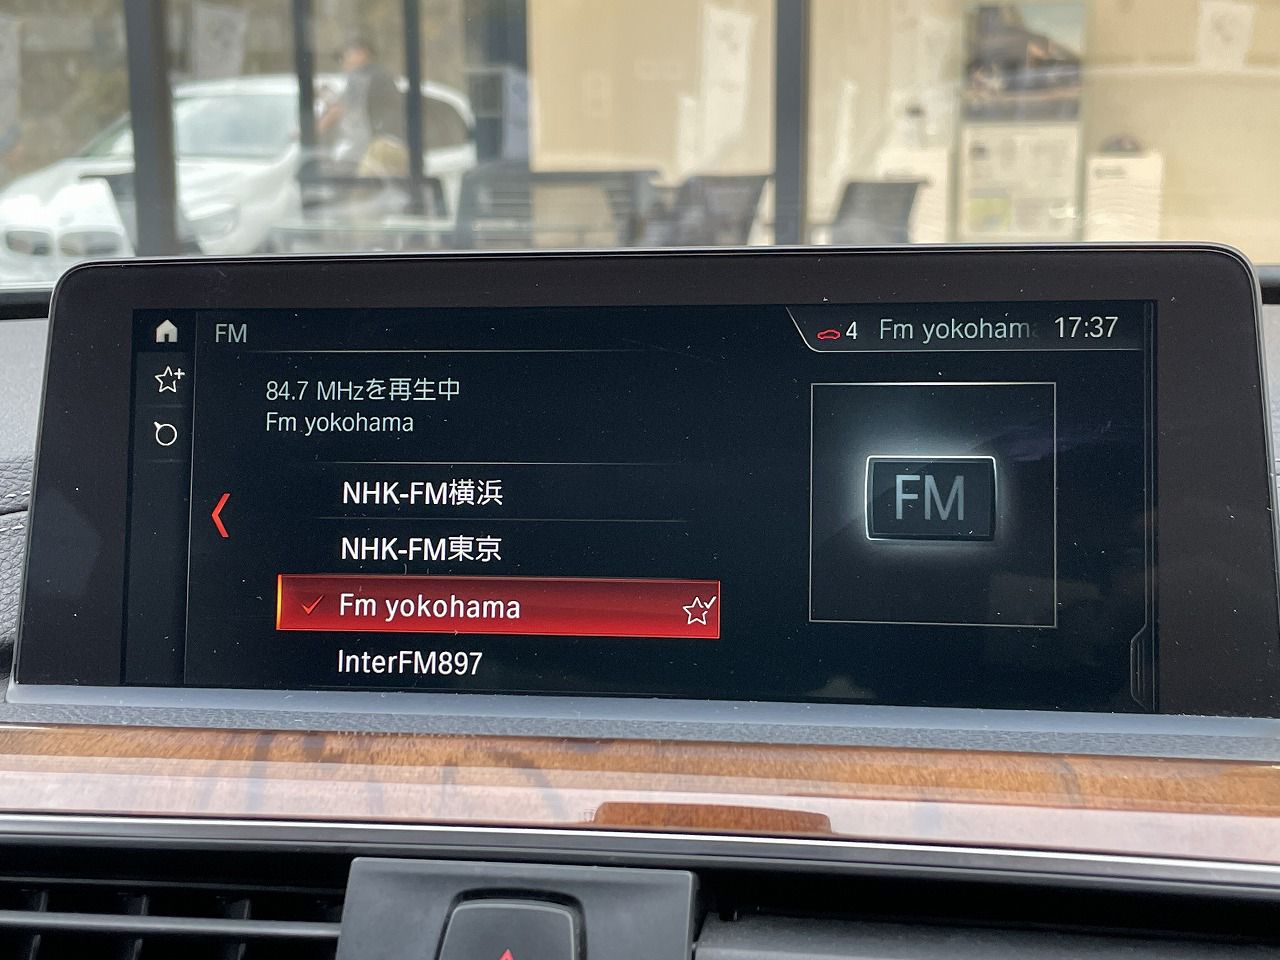 FM
4 Fm yokoham 17:37
84.7 MHzを再生中
Fm yokohama
NHK-FM横浜
NHK-FM東京
Fm yokohama
InterFM897
FM